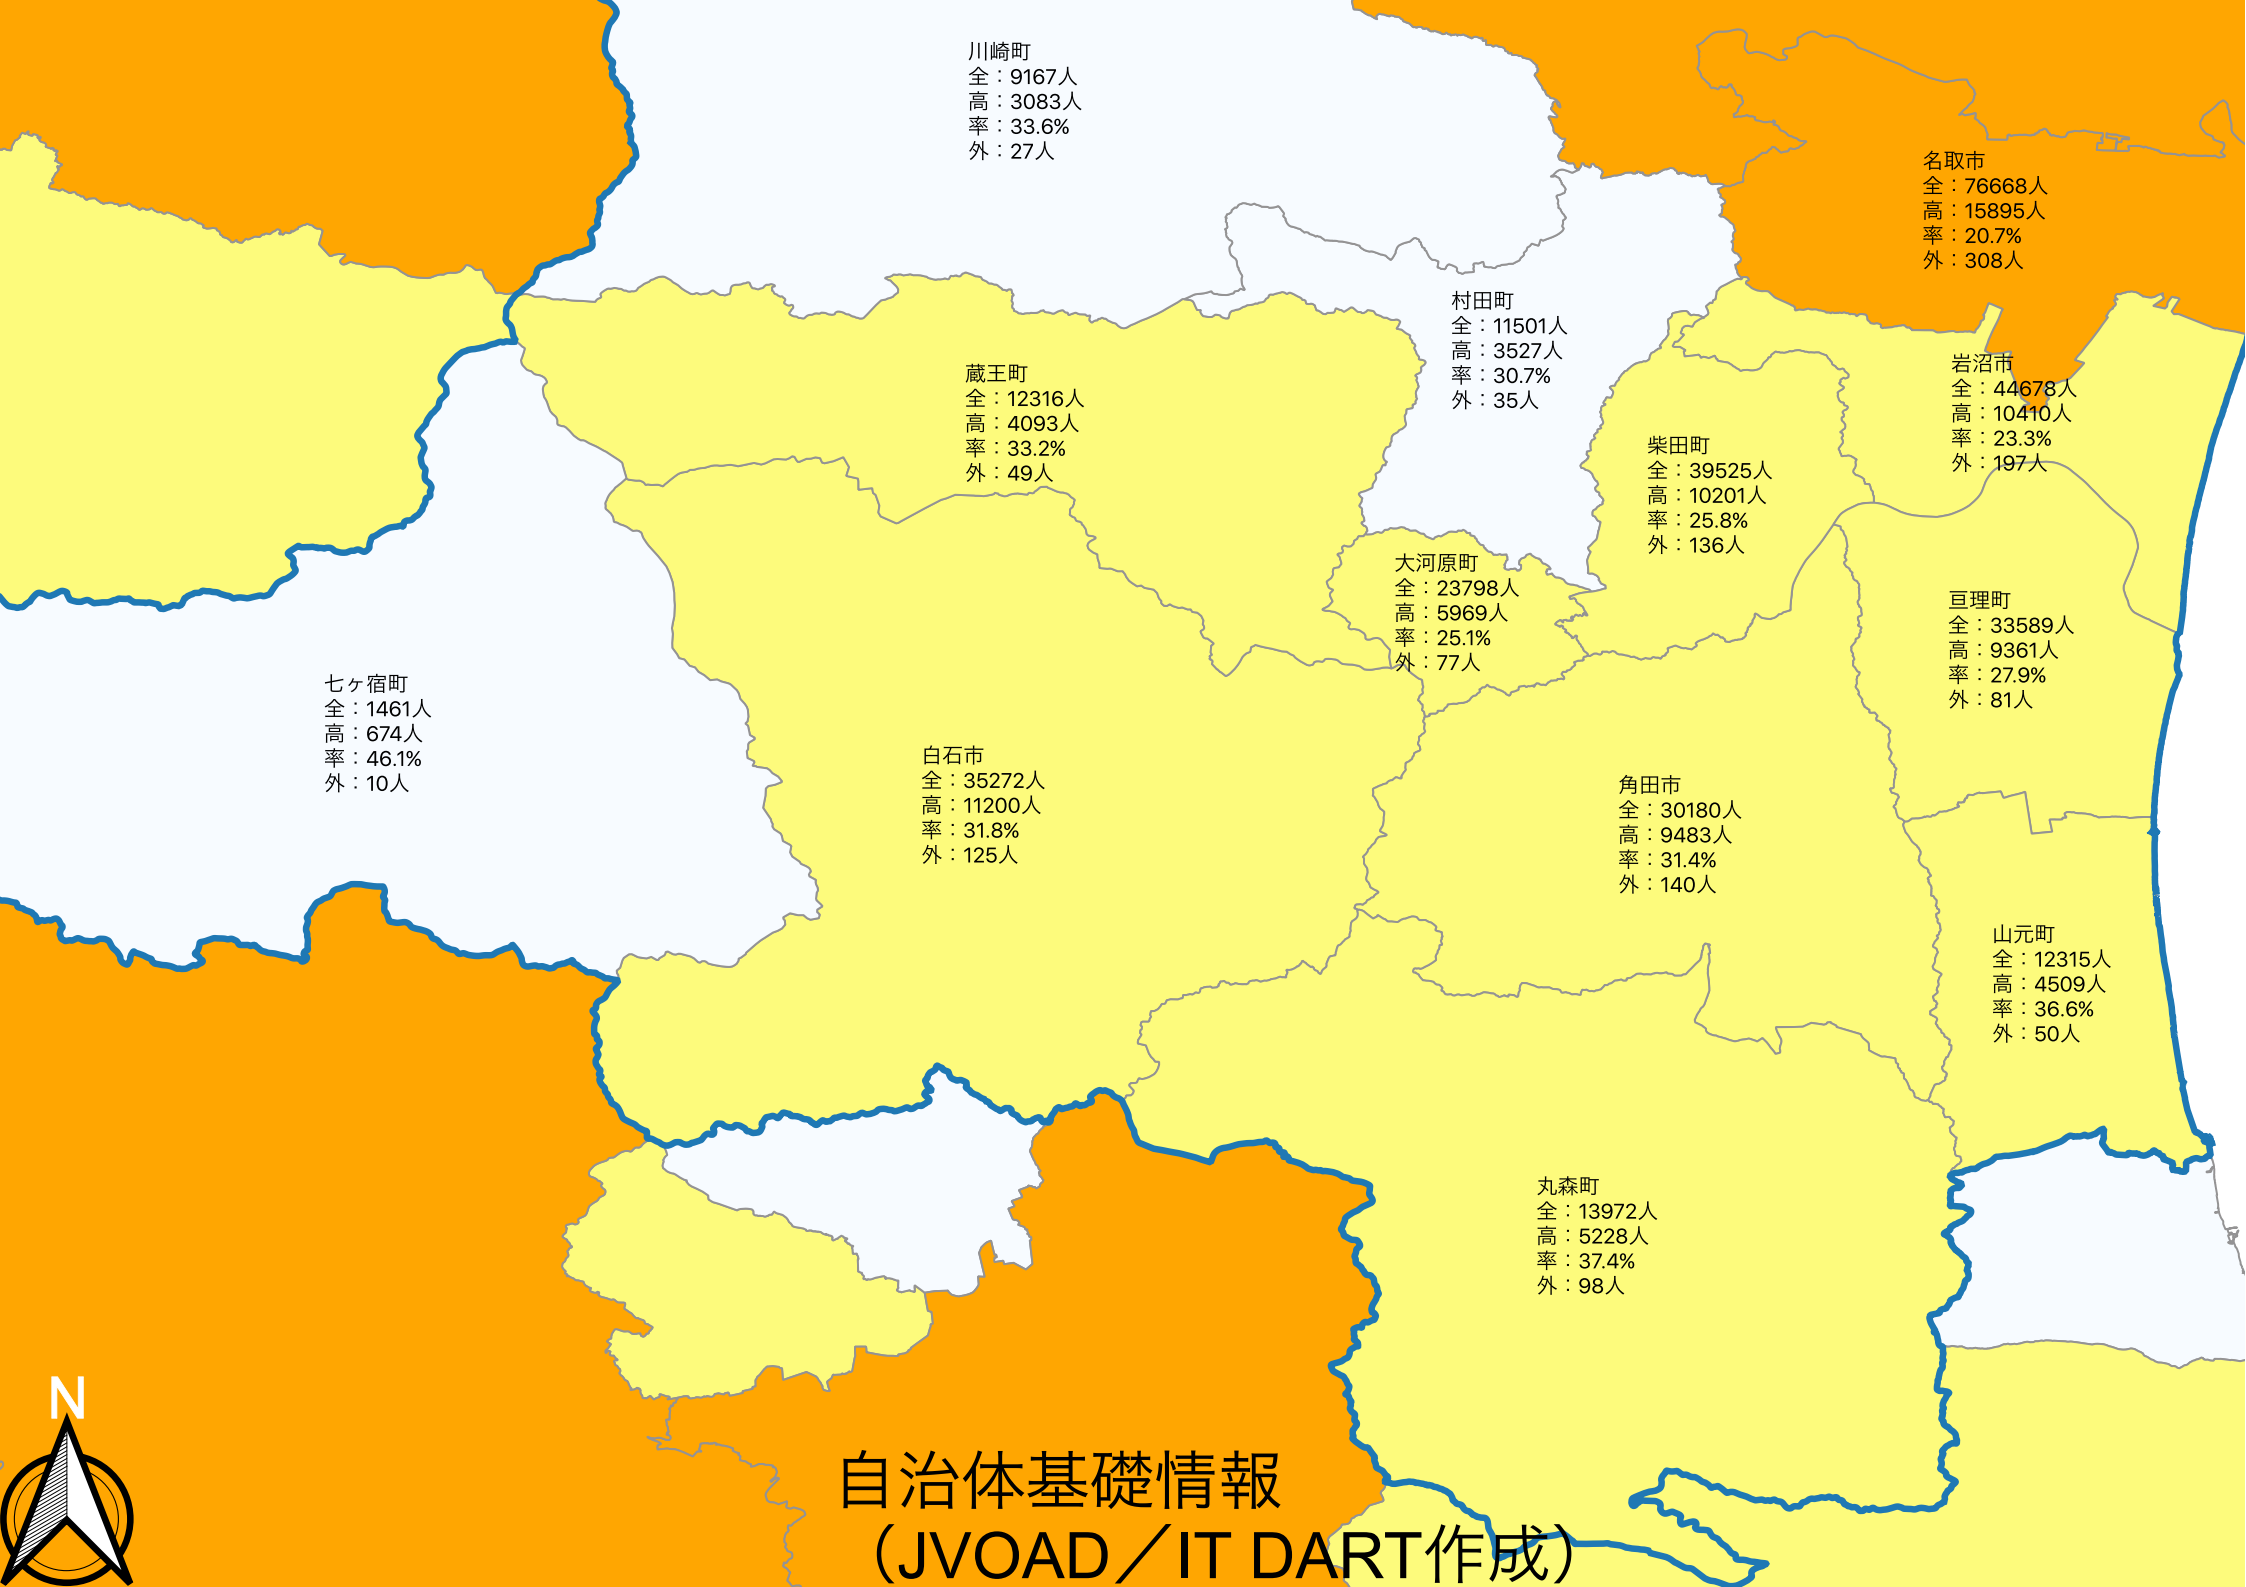 川崎町
全：9167人
高：3083人
率：33.6%
外：27人
名取市
全：76668人
高：15895人
率：20.7%
外：308人
村田町
全：11501人
高：3527人
率：30.7%
外：35人
蔵王町
全：12316人
高：4093人
率：33.2%
外：49人
岩沼市
全：44678人
高：10410人
率：23.3%
外：197人
柴田町
全：39525人
高：10201人
率：25.8%
外：136人
大河原町
全：23798人
高：5969人
率：25.1%
外：77人
亘理町
全：33589人
高：9361人
率：27.9%
外：81人
七ヶ宿町
全：1461人
高：674人
率：46.1%
外：10人
白石市
全：35272人
高：11200人
率：31.8%
外：125人
角田市
全：30180人
高：9483人
率：31.4%
外：140人
山元町
全：12315人
高：4509人
率：36.6%
外：50人
丸森町
全：13972人
高：5228人
率：37.4%
外：98人
N
自治体基礎情報
（JVOAD／IT DART作成）